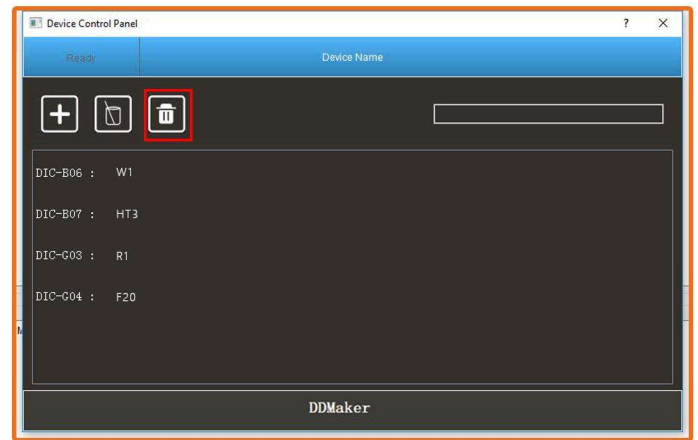 Device Control Panel
Ready
Device Name
DIC-B06 : W1
DIC-B07 : HT3
DIC-G03 : R1
DIC-G04 : F20
DDMaker